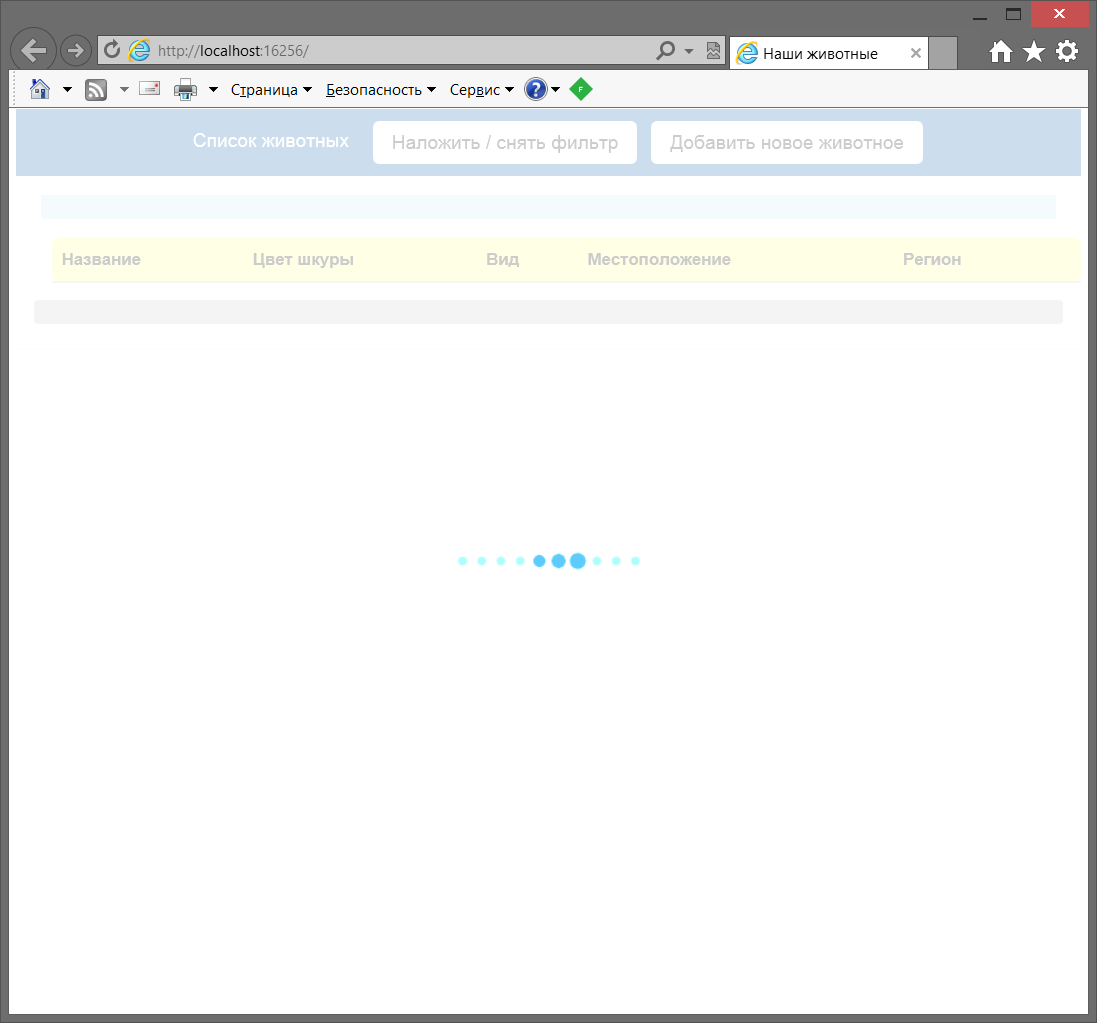 http://localhost:16256/
Наши животные
Страница Безопасность Сервис
F
Список животных Наложить / снять фильтр Добавить новое животное
Название Цвет шкуры Вид Местоположение Регион